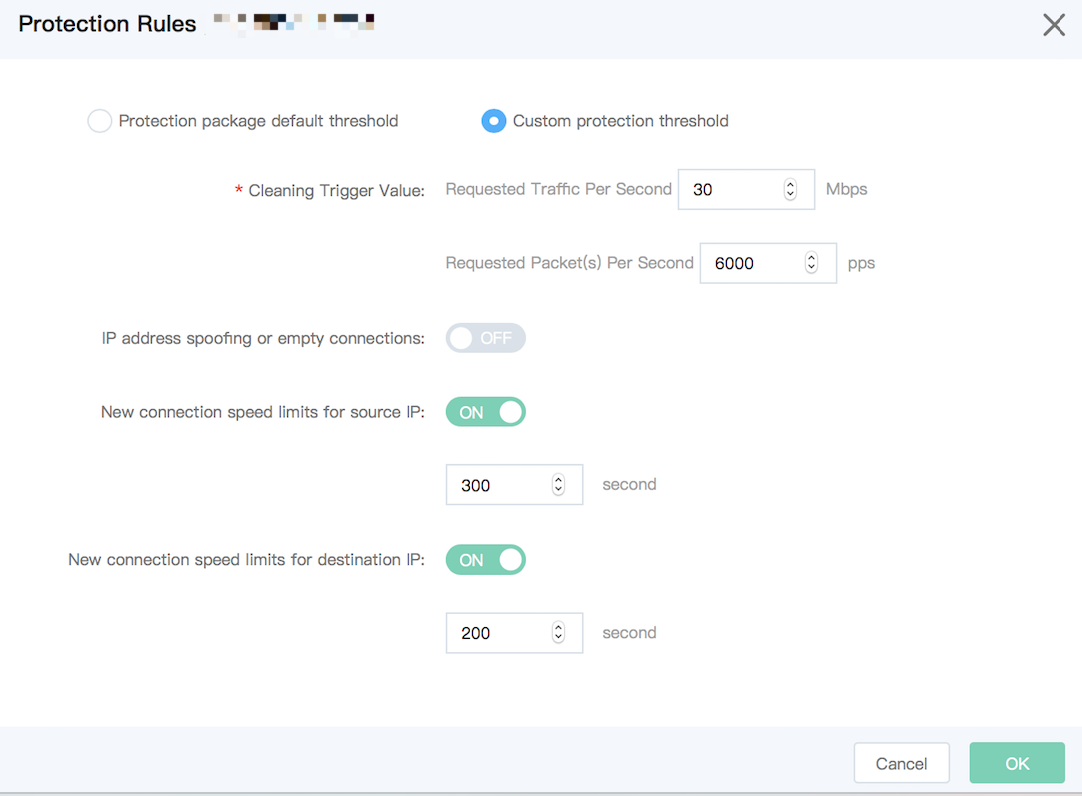 Protection Rules
Protection package default threshold Custom protection threshold
* Cleaning Trigger Value: Requested Traffic Per Second 30 Mbps
Requested Packet(s) Per Second 6000 pps
IP address spoofing or empty connections: OFF
New connection speed limits for source IP: ON
300 second
New connection speed limits for destination IP: ON
200 second
Cancel OK